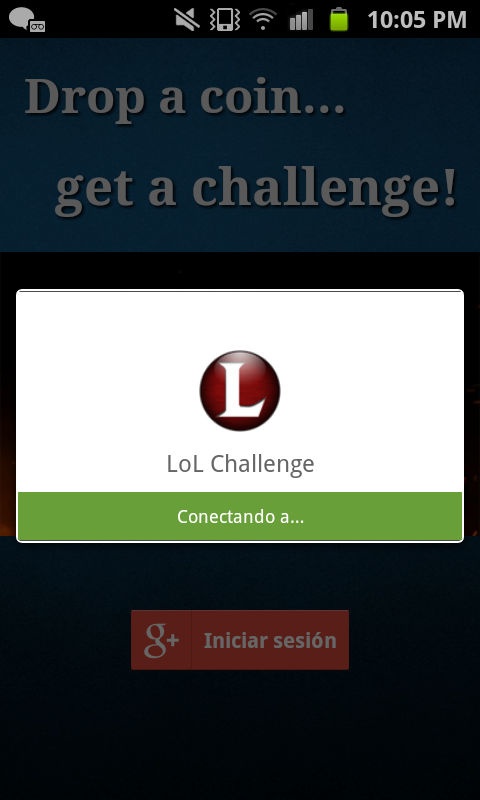 10:05 PM
Drop a coin...
get a challenge!
L
LoL Challenge
Conectando a...
g+ Iniciar sesión